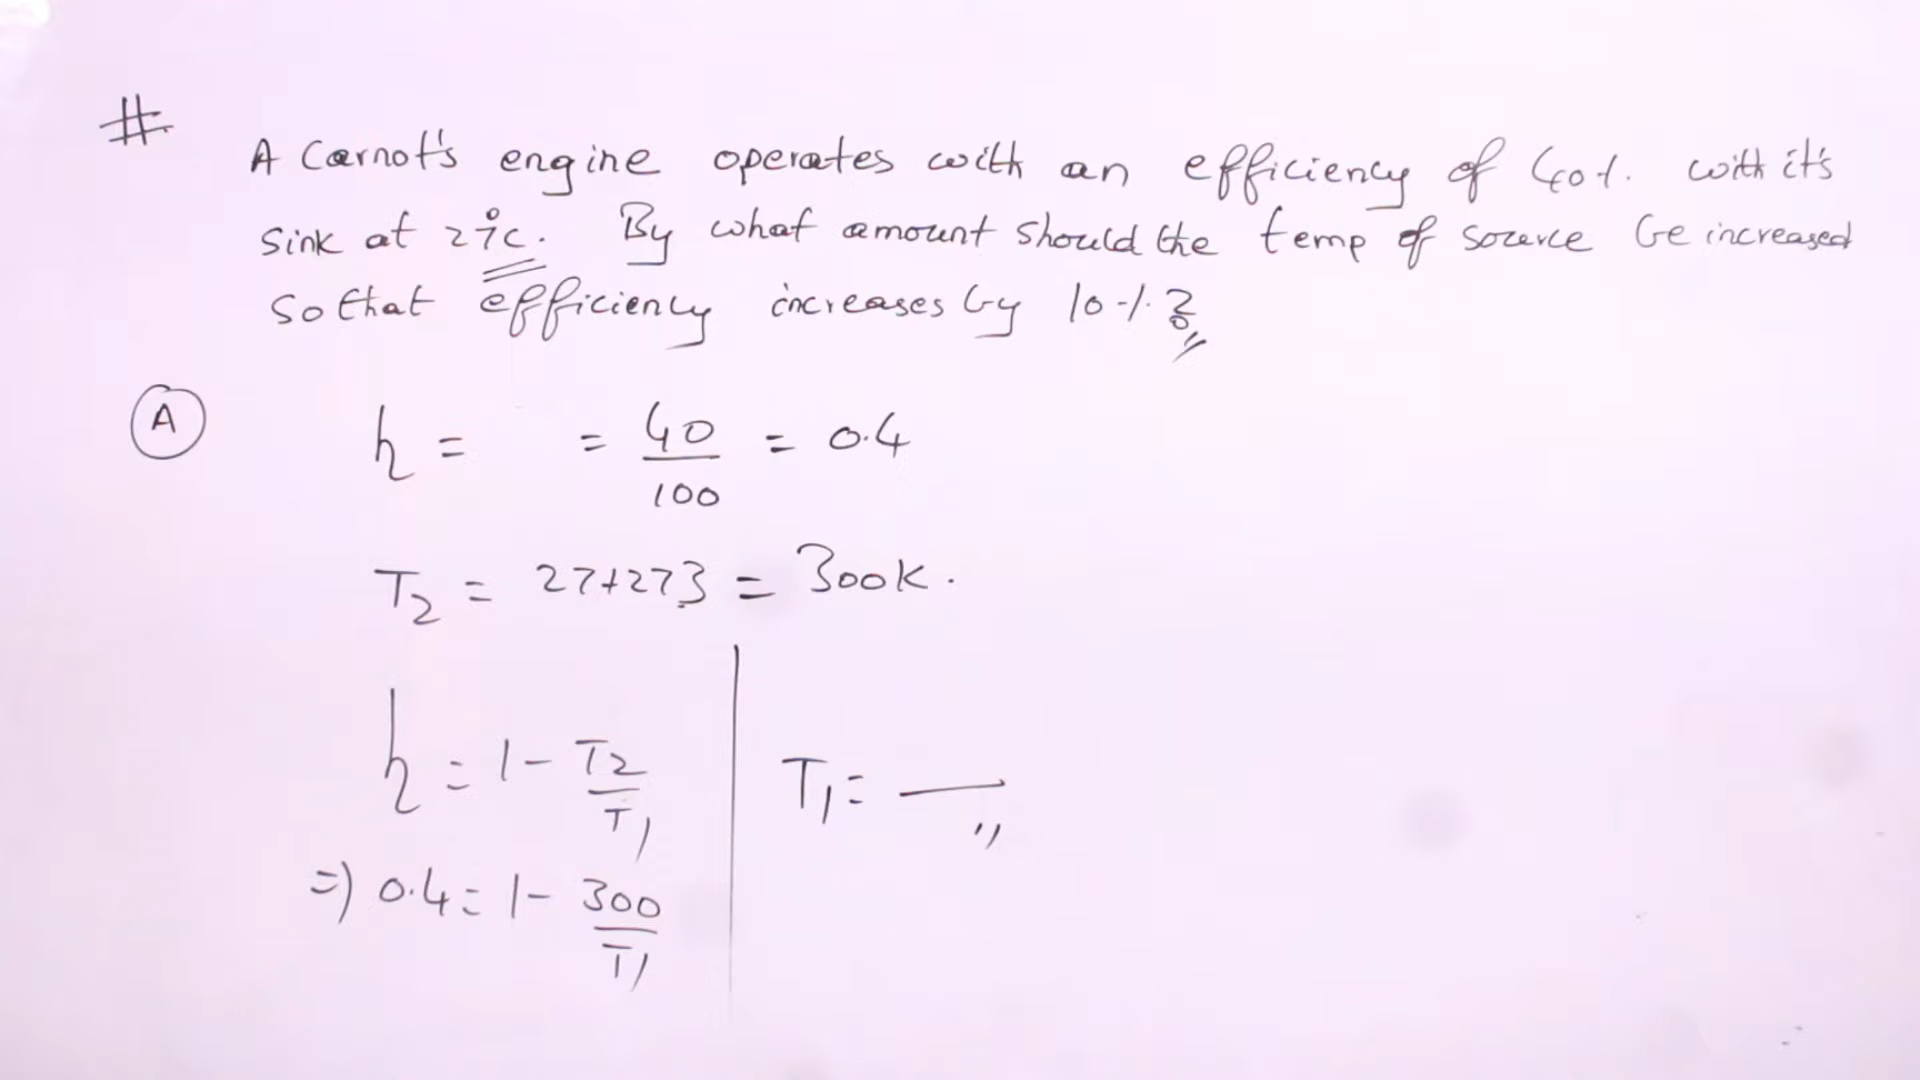 #
A Carnot's engine operates with an efficiency of 40%. with it's
sink at 27°C. By what amount should the temp of source be increased
so that efficiency increases by 10%?
A
η = = 40/100 = 0.4
T2 = 27+273 = 300K.
η = 1 - T2/T1
T1 = —
=> 0.4 = 1 - 300/T1